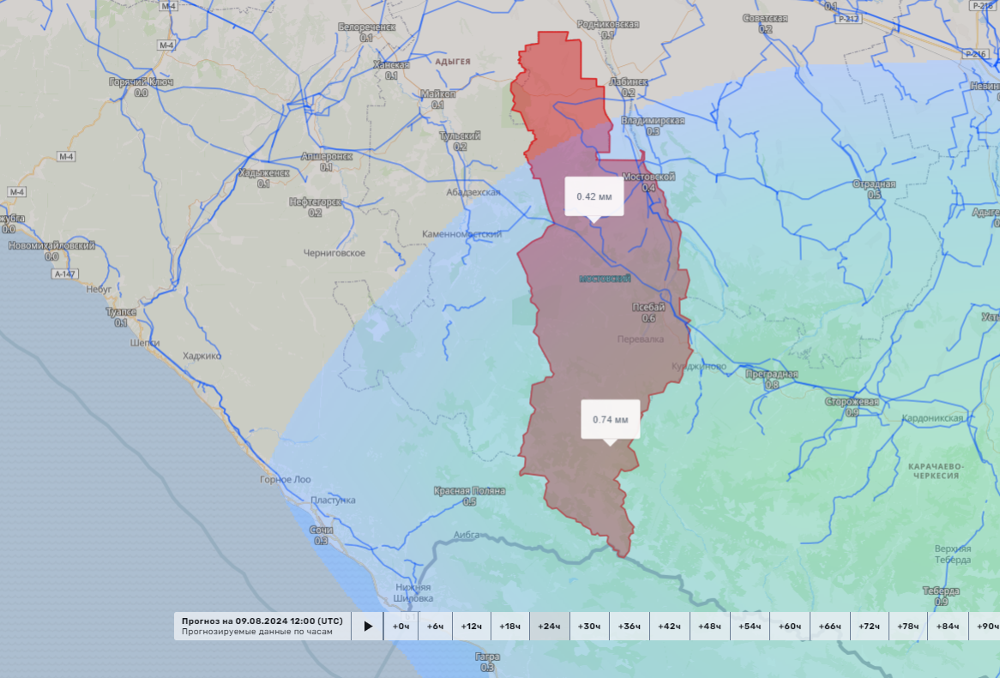 М-4
Белореченск
0.1
Родниковская
0.1
Советская
0.2
0.1
Р-217
Р-218
М-4
Ханская
0.1
АДЫГЕЯ
Р-216
Горячий Ключ
0.0
Майкоп
0.1
Лабинск
0.2
Невин
Владимирская
0.3
Тульский
0.2
М-4
Апшеронск
0.1
Хадыженск
0.1
Мостовской
0.4
Отрадная
0.5
М-4
Абадзехская
0.42 мм
Нефтегорск
0.2
Адыге
жубга
0.0
Каменномостский
Новомихайловский
0.0
Черниговское
А-147
Небуг
мостовский
Туапсе
0.1
Псебай
0.6
Уст
Шепси
Перевалка
Хаджико
Курджиново
Преградная
0.8
Сторожевая
0.9
Кардоникская
0.74 мм
КАРАЧАЕВО-
ЧЕРКЕСИЯ
Горное Лоо
Пластунка
Красная Поляна
0.5
Сочи
0.3
Аибга
Верхняя
Теберда
Нижняя
Шиловка
Теберда
0.9
Прогноз на 09.08.2024 12:00 (UTC)
Прогнозируемые данные по часам
+0ч
+6ч
+12ч
+18ч
+24ч
+30ч
+36ч
+42ч
+48ч
+54ч
+60ч
+66ч
+72ч
+78ч
+84ч
+90ч
Гагра
0.3